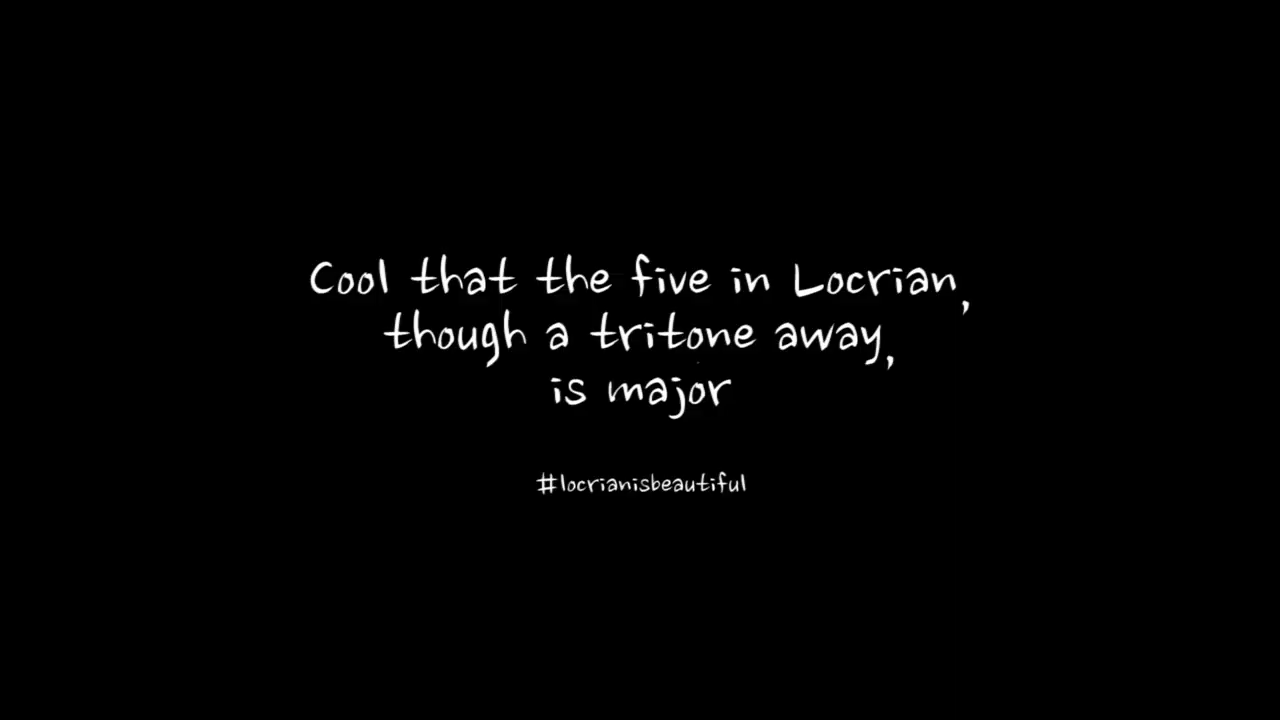 Cool that the five in Locrian,
though a tritone away,
is major
#locrianisbeautiful